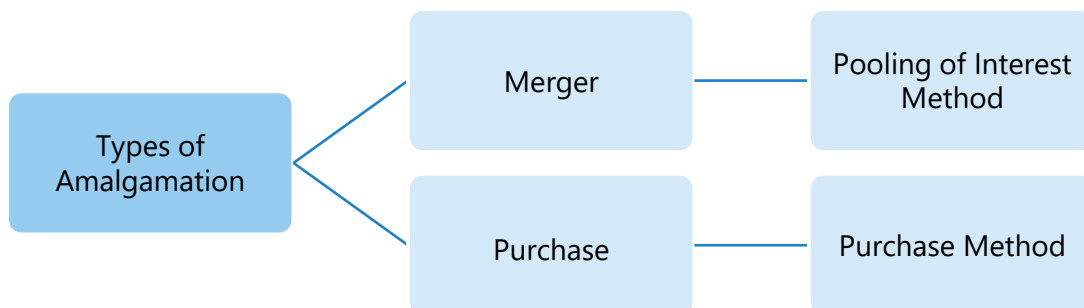 Types of
Amalgamation
Merger
Pooling of Interest
Method
Purchase
Purchase Method